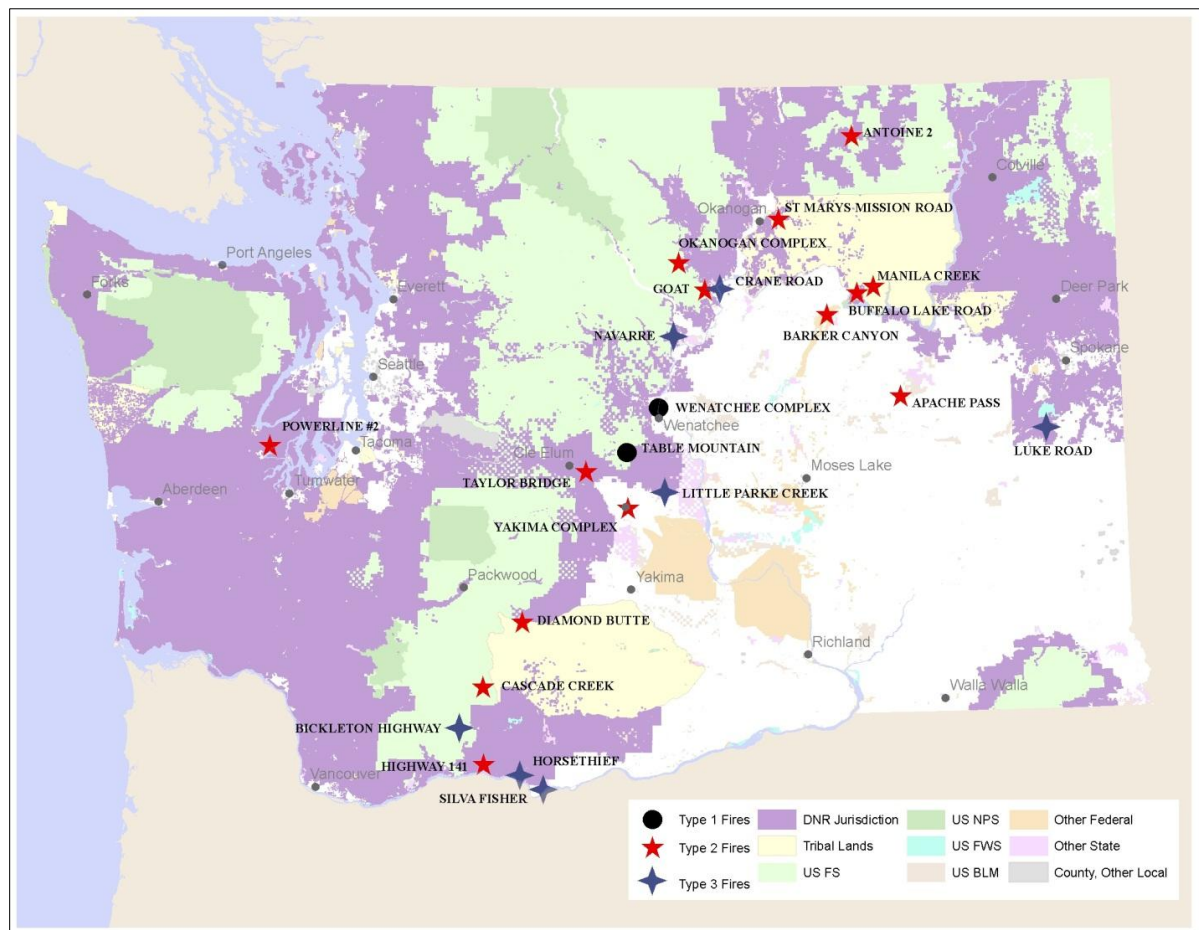 ANTOINE 2
Colville
Okanogan
ST MARYS MISSION ROAD
OKANOGAN COMPLEX
Port Angeles
MANILA CREEK
CRANE ROAD
GOAT
Forks
Everett
Deer Park
BUFFALO LAKE ROAD
BARKER CANYON
NAVARRE
Spokane
Seattle
APACHE PASS
WENATCHEE COMPLEX
Wenatchee
POWERLINE #2
Tacoma
TABLE MOUNTAIN
LUKE ROAD
Cle Elum
Moses Lake
TAYLOR BRIDGE
Tumwater
LITTLE PARKE CREEK
Aberdeen
YAKIMA COMPLEX
Packwood
Yakima
DIAMOND BUTTE
Richland
CASCADE CREEK
Walla Walla
BICKLETON HIGHWAY
HORSETHIEF
HIGHWAY 141
Vancouver
SILVA FISHER
Type 1 Fires
DNR Jurisdiction
US NPS
Other Federal
Type 2 Fires
Tribal Lands
US FWS
Other State
Type 3 Fires
US FS
US BLM
County, Other Local